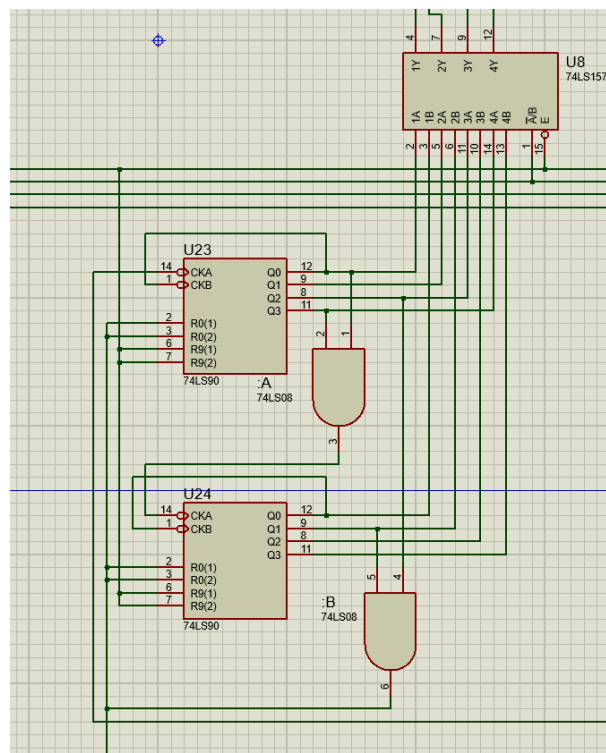 4 7 9 12
1Y 2Y 3Y 4Y
U8
74LS157
1A 1B 2A 2B 3A 3B 4A 4B A/B E
2 3 5 6 11 10 14 13 1 15
U23
14 CKA Q0 12
1 CKB Q1 9
Q2 8
Q3 11
2 R0(1)
3 R0(2)
6 R9(1)
7 R9(2)
74LS90
2 1
:A
74LS08
3
U24
14 CKA Q0 12
1 CKB Q1 9
Q2 8
Q3 11
2 R0(1)
3 R0(2)
6 R9(1)
7 R9(2)
74LS90
5 4
:B
74LS08
6